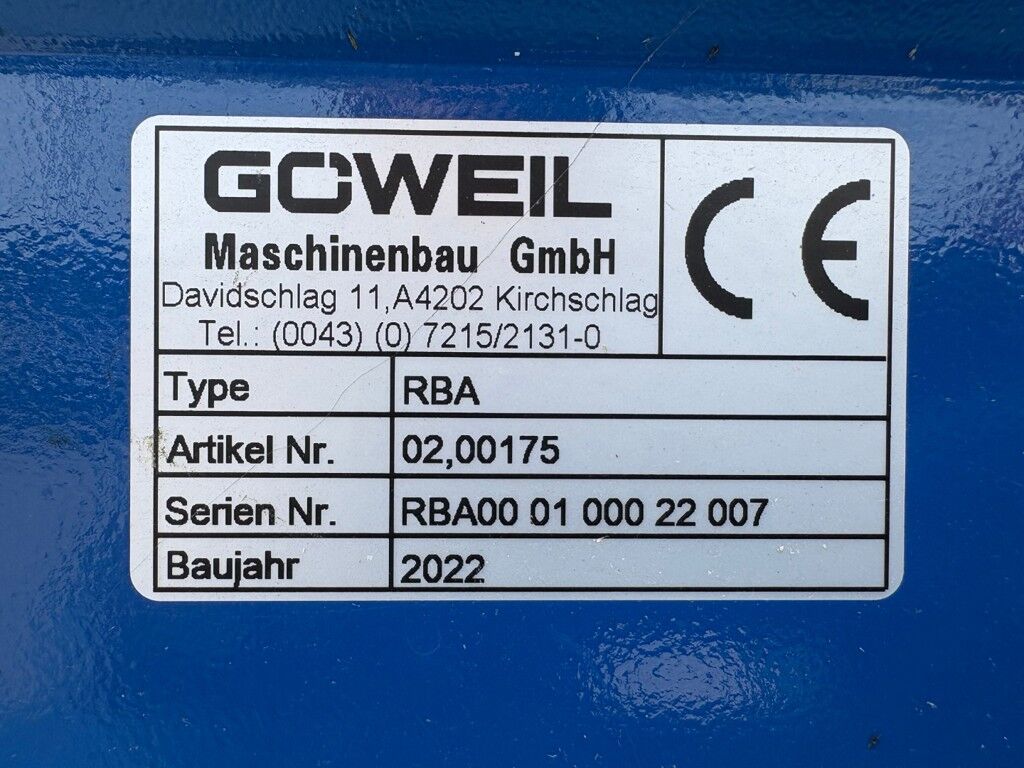 GÖWEIL
Maschinenbau GmbH
CE
Davidschlag 11,A4202 Kirchschlag
Tel.: (0043) (0) 7215/2131-0
Type RBA
Artikel Nr. 02,00175
Serien Nr. RBA00 01 000 22 007
Baujahr 2022